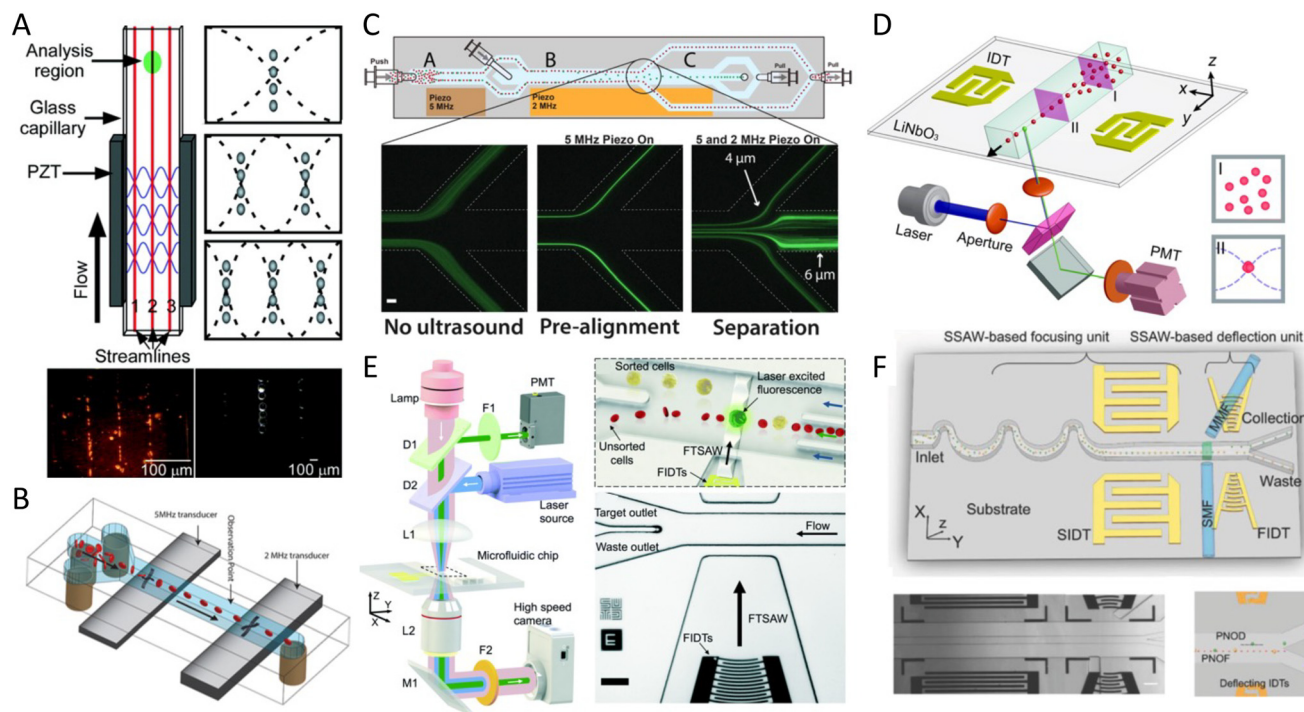 A
Analysis
region
Glass
capillary
PZT
Flow
1 2 3
Streamlines
100 μm
100 μm
B
5MHz transducer
Observation Point
2 MHz transducer
C
Push
A
B
C
Pull
Pull
Piezo
5 MHz
Piezo
2 MHz
5 MHz Piezo On
5 and 2 MHz Piezo On
4 μm
6 μm
No ultrasound
Pre-alignment
Separation
D
IDT
LiNbO₃
I
II
z
x
y
Laser
Aperture
PMT
I
II
E
Lamp
PMT
F1
D1
D2
Laser
source
L1
Microfluidic chip
Z
Y
X
L2
High speed
camera
F2
M1
Sorted cells
Laser excited
fluorescence
Unsorted
cells
FTSAW
FIDTs
Target outlet
Waste outlet
Flow
FTSAW
FIDTs
F
SSAW-based focusing unit
SSAW-based deflection unit
MMF
Collection
Inlet
Waste
Substrate
X
Z
Y
SIDT
SMF
FIDT
PNOD
PNOF
Deflecting IDTs